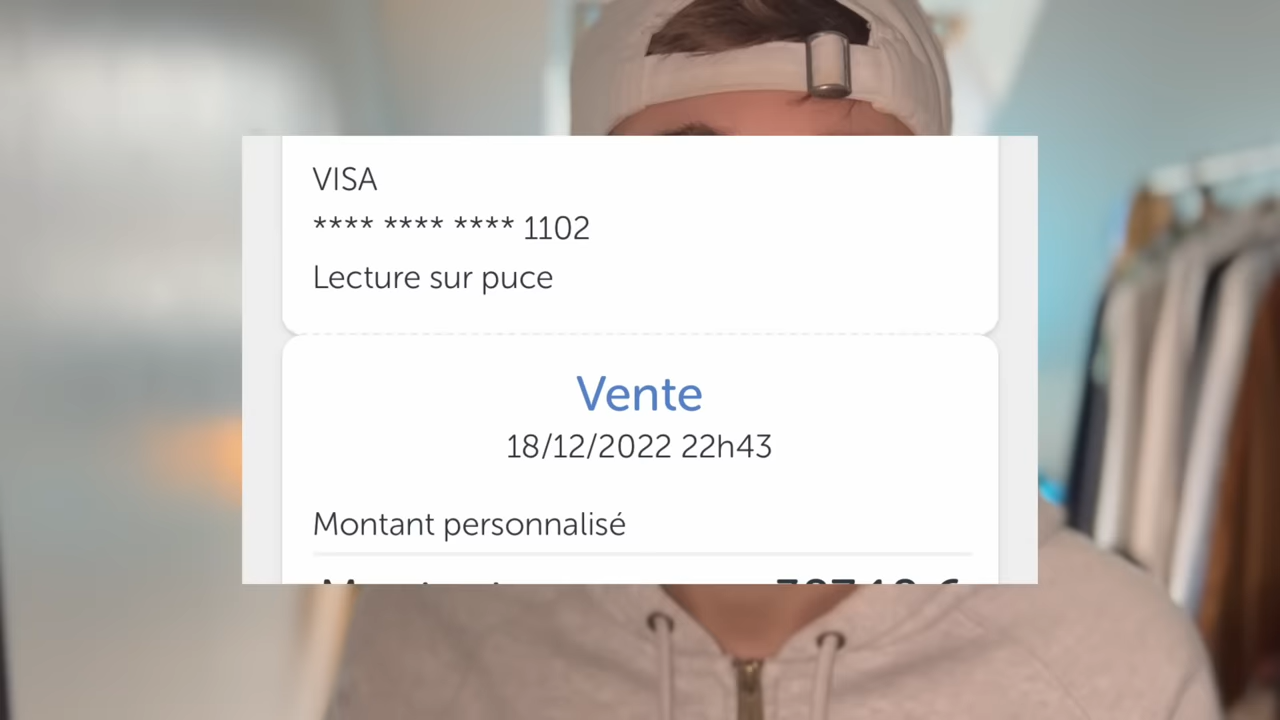 VISA
**** **** **** 1102
Lecture sur puce
Vente
18/12/2022 22h43
Montant personnalisé